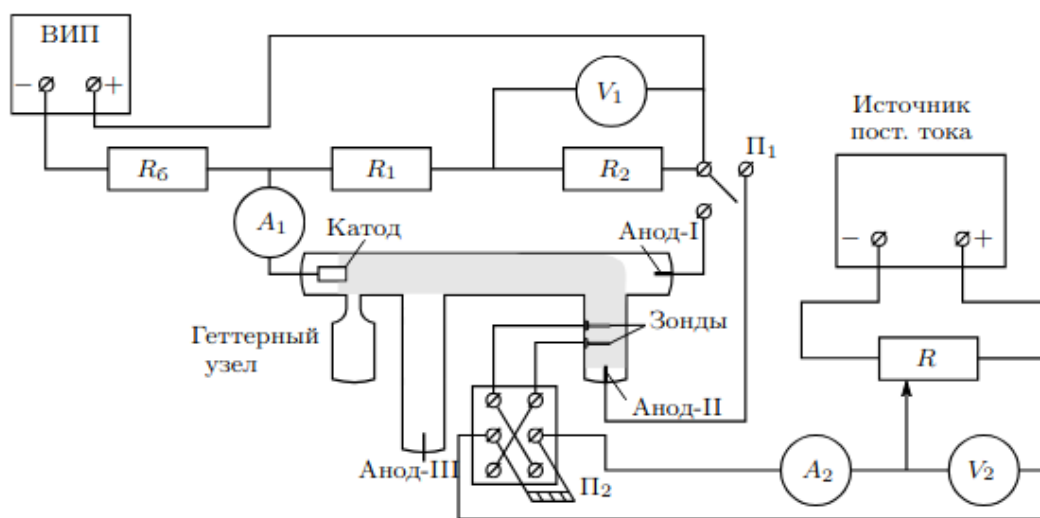 ВИП
− +
V₁
Источник
пост. тока
П₁
R_б
R₁
R₂
A₁
Катод
Анод-I
− +
Геттерный
узел
Зонды
R
Анод-II
Анод-III
П₂
A₂
V₂